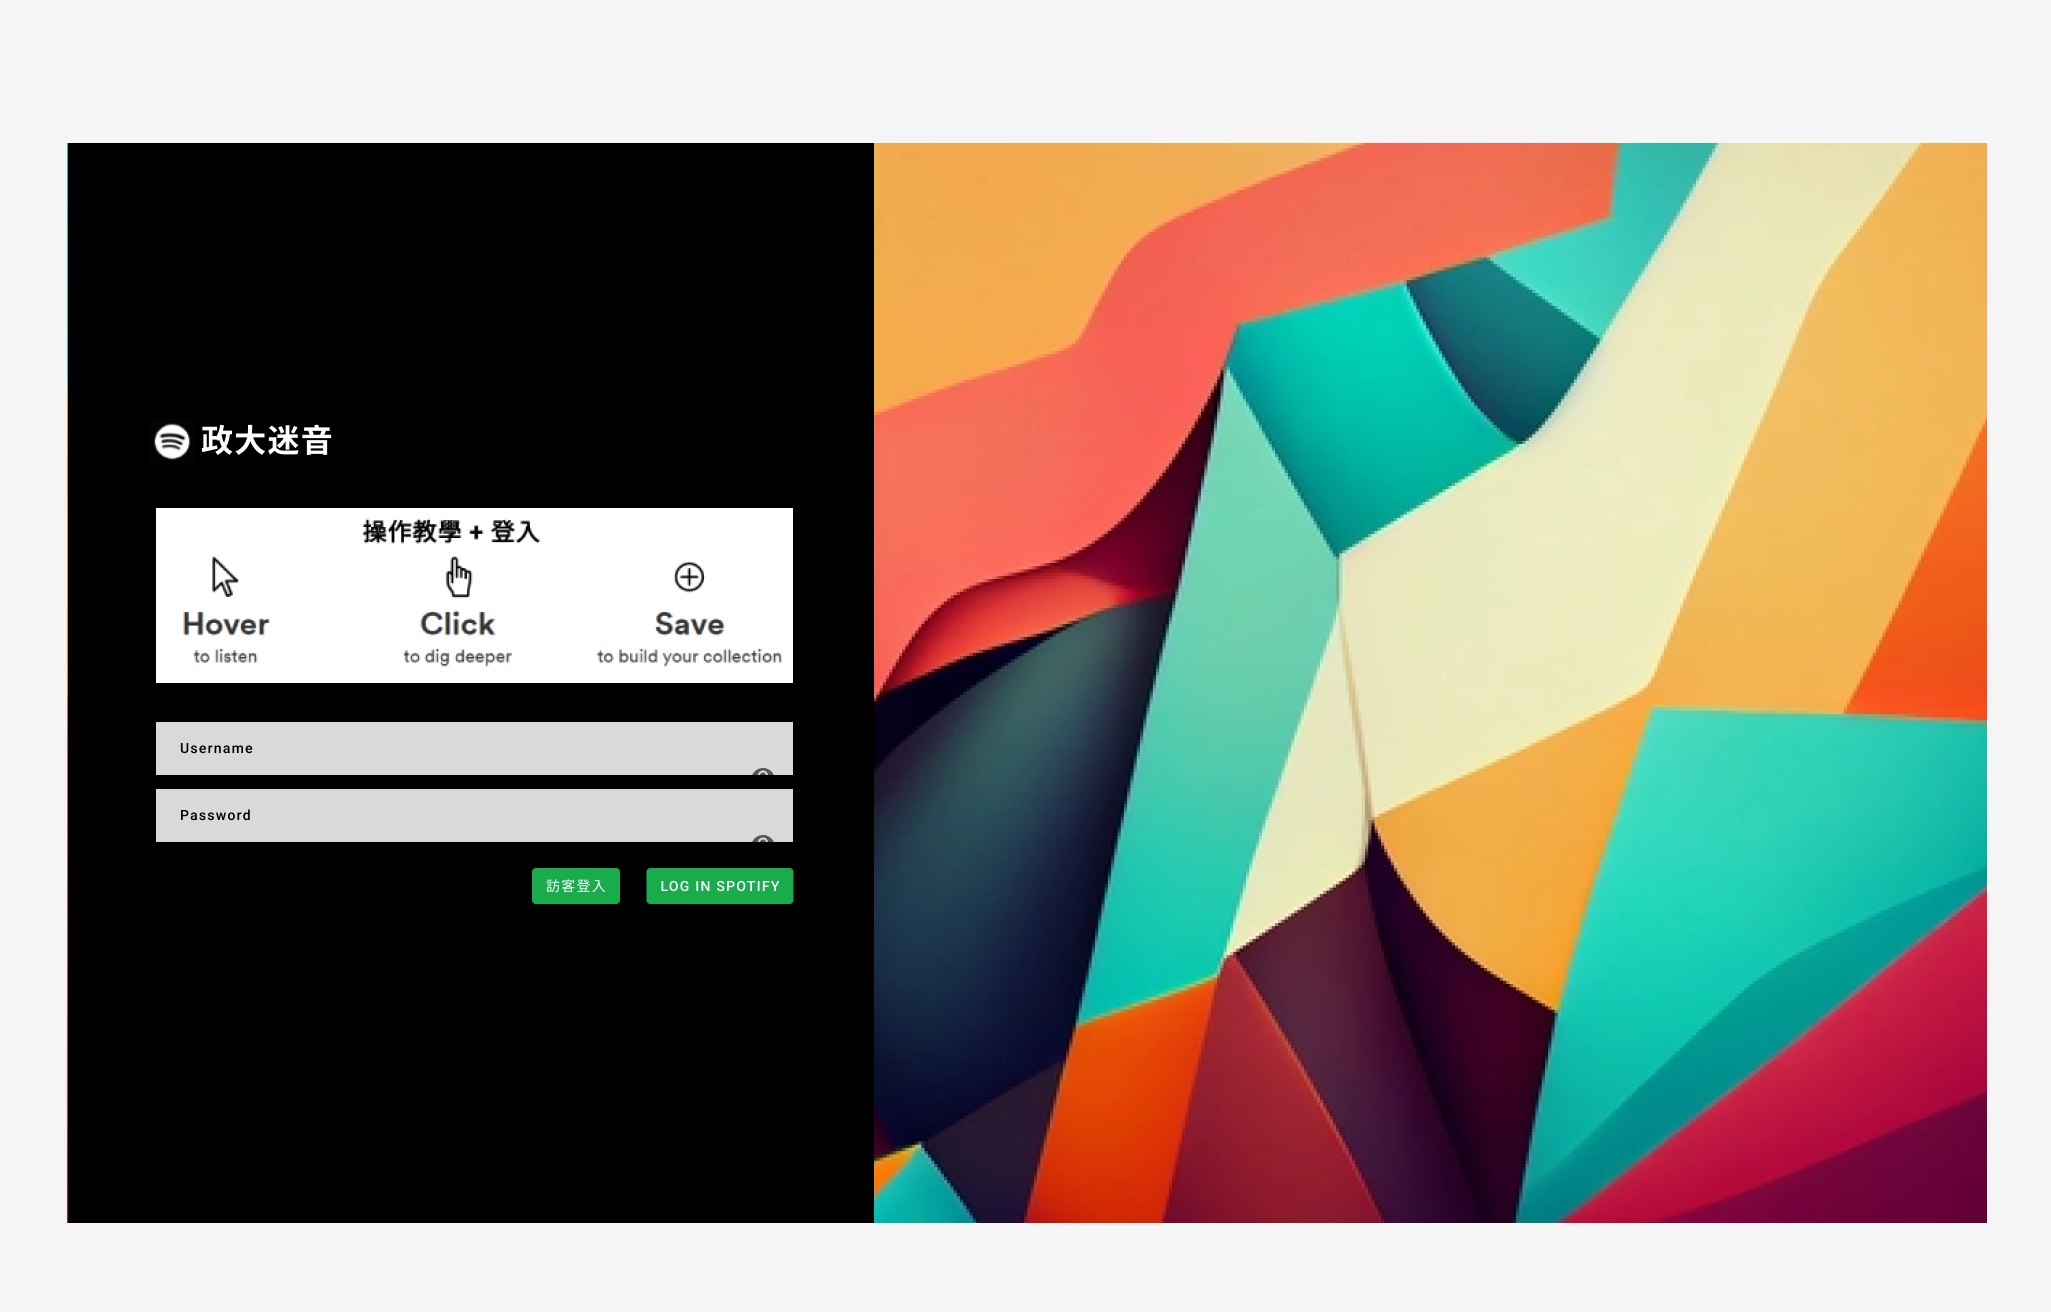 政大迷音
操作教學 + 登入
Hover
Click
Save
to listen
to dig deeper
to build your collection
Username
Password
訪客登入
LOG IN SPOTIFY